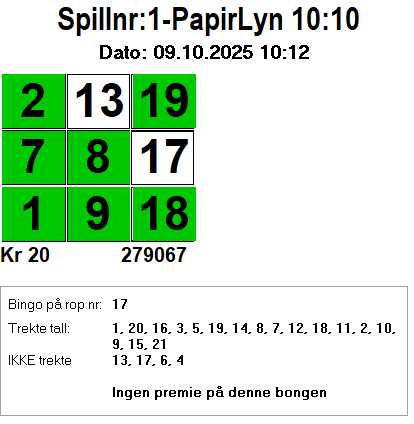 Spillnr:1-PapirLyn 10:10
Dato: 09.10.2025 10:12
2 13 19
7 8 17
1 9 18
Kr 20 279067
Bingo på rop nr: 17
Trekte tall: 1, 20, 16, 3, 5, 19, 14, 8, 7, 12, 18, 11, 2, 10,
9, 15, 21
IKKE trekte 13, 17, 6, 4
Ingen premie på denne bongen